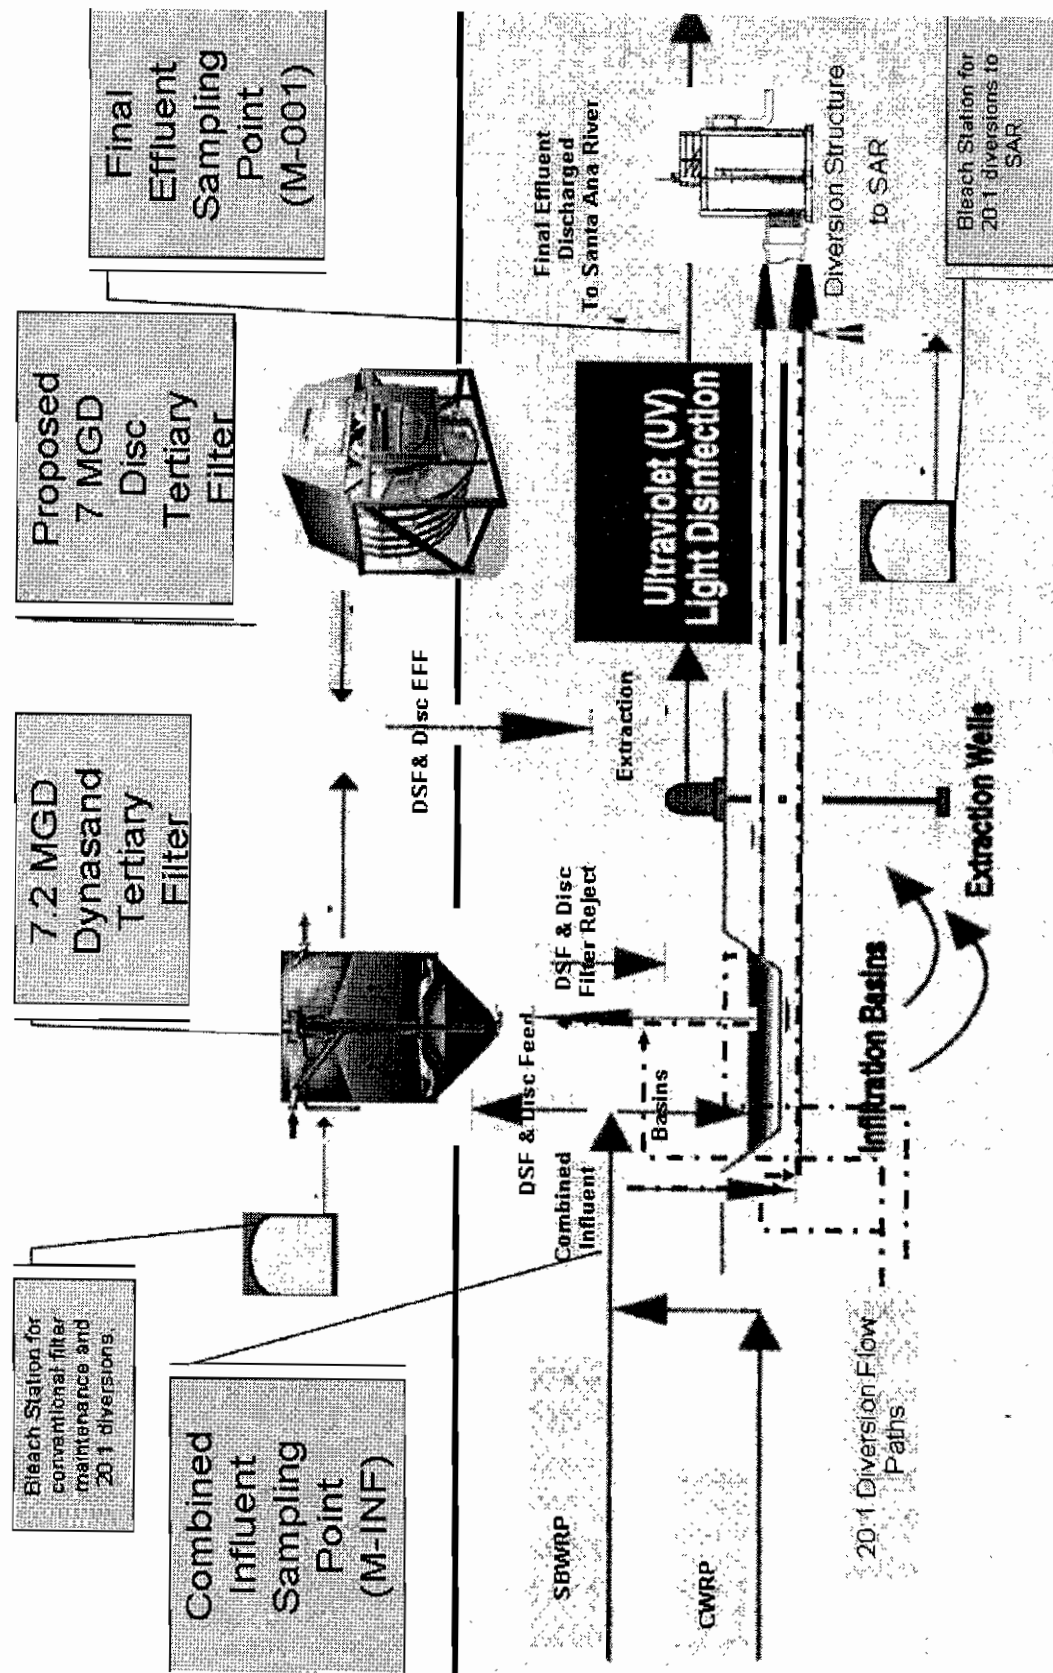 Bleach Station for
conventional filter
maintenance and
20.1 diversions.
7.2 MGD
Dynasand
Tertiary
Filter
Proposed
7 MGD
Disc
Tertiary
Filter
Final
Effluent
Sampling
Point
(M-001)
Combined
Influent
Sampling
Point
(M-INF)
DSF & Disc EFF
DSF & Disc Feed
DSF & Disc
Filter Reject
Final Effluent
Discharged
To Santa Ana River
SBWRP
Combined
Influent
Basins
Extraction
Ultraviolet (UV)
Light Disinfection
CWRP
Diversion Structure
to SAR
20.1 Diversion Flow
Paths
Infiltration Basins
Extraction Wells
Bleach Station for
20.1 diversions to
SAR